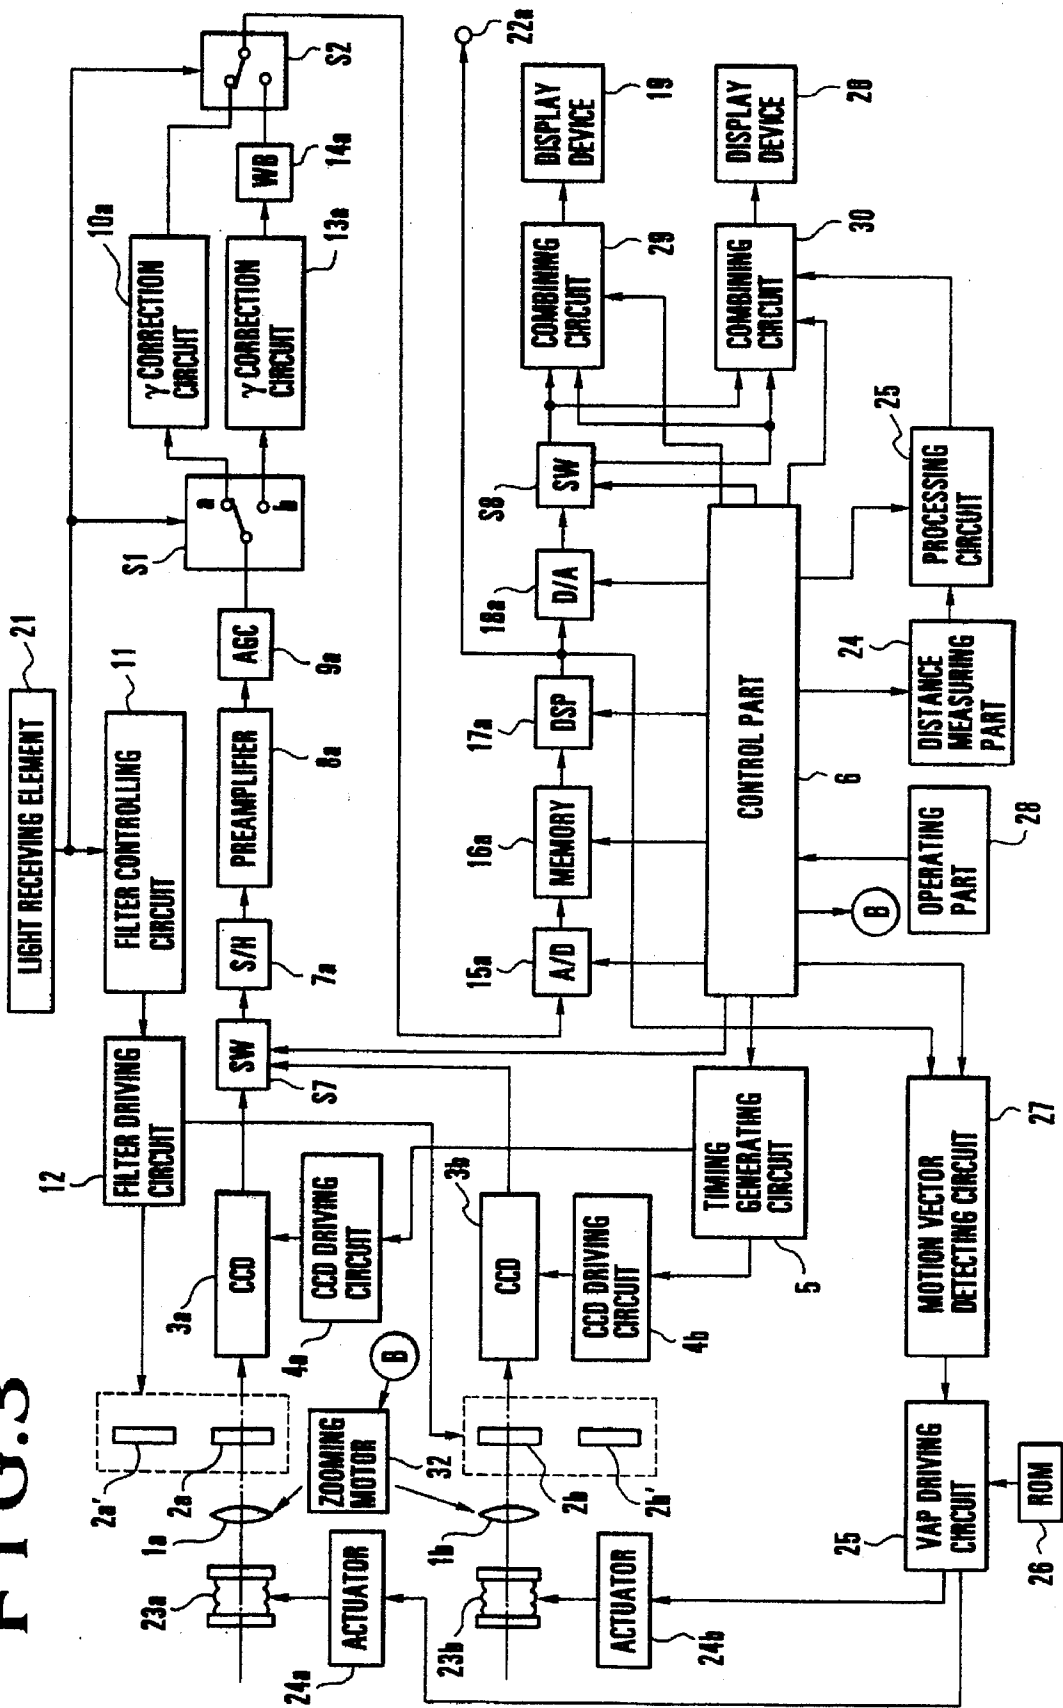 FIG.3
LIGHT RECEIVING ELEMENT
21
FILTER CONTROLLING
CIRCUIT
11
FILTER DRIVING
CIRCUIT
12
2a'
2a
1a
23a
ACTUATOR
24a
ZOOMING
MOTOR
32
B
CCD
3a
CCD DRIVING
CIRCUIT
4a
SW
S7
S/H
7a
PREAMPLIFIER
8a
AGC
9a
S1
a
b
γ CORRECTION
CIRCUIT
10a
γ CORRECTION
CIRCUIT
13a
WB
14a
S2
1b
2b
2b'
23b
ACTUATOR
24b
CCD
3b
CCD DRIVING
CIRCUIT
4b
TIMING
GENERATING
CIRCUIT
5
A/D
15a
MEMORY
16a
DSP
17a
D/A
18a
SW
S8
COMBINING
CIRCUIT
29
DISPLAY
DEVICE
19
22a
COMBINING
CIRCUIT
30
DISPLAY
DEVICE
20
CONTROL PART
6
B
OPERATING
PART
28
DISTANCE
MEASURING
PART
24
PROCESSING
CIRCUIT
25
MOTION VECTOR
DETECTING CIRCUIT
27
VAP DRIVING
CIRCUIT
25
ROM
26